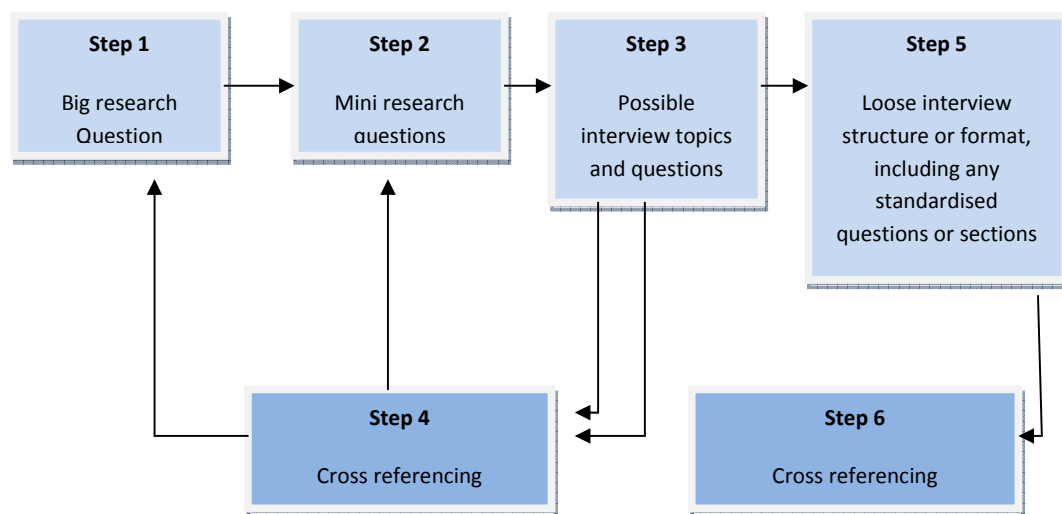 Step 1
Big research
Question
Step 2
Mini research
questions
Step 3
Possible
interview topics
and questions
Step 5
Loose interview
structure or format,
including any
standardised
questions or sections
Step 4
Cross referencing
Step 6
Cross referencing